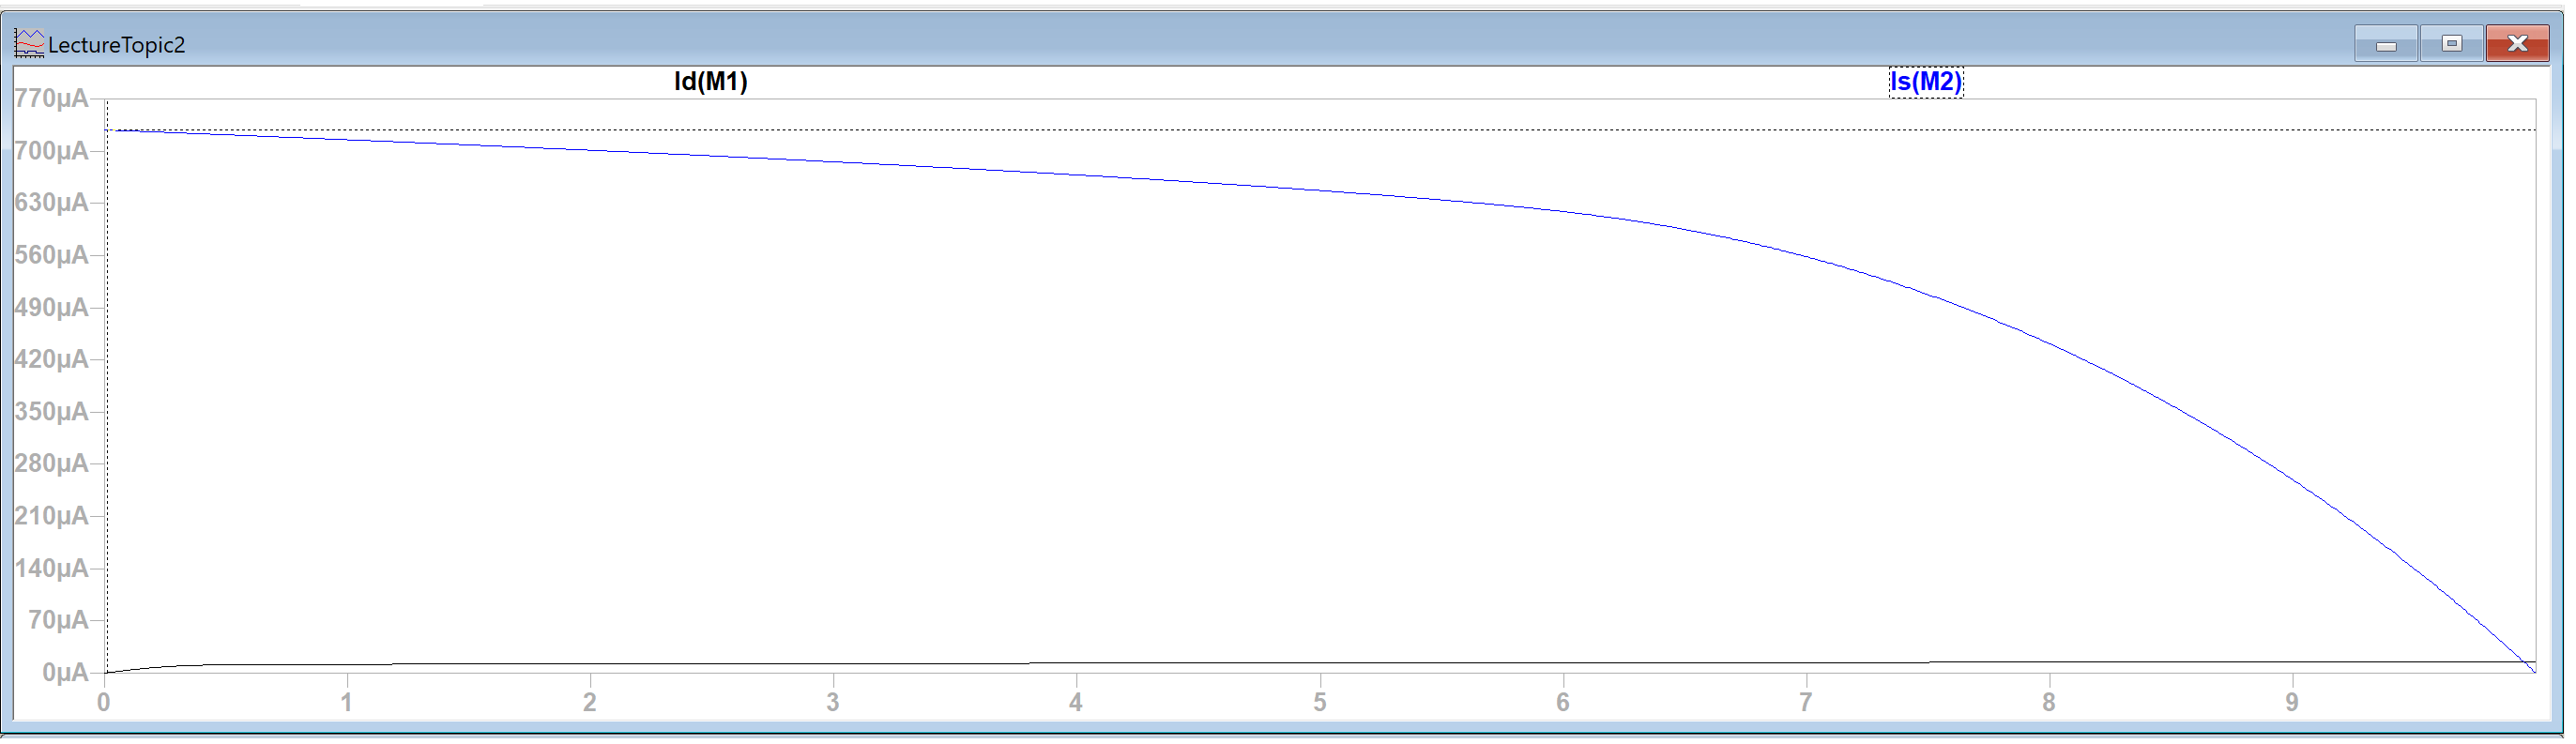 LectureTopic2
Id(M1) Is(M2)
770µA
700µA
630µA
560µA
490µA
420µA
350µA
280µA
210µA
140µA
70µA
0µA
0 1 2 3 4 5 6 7 8 9